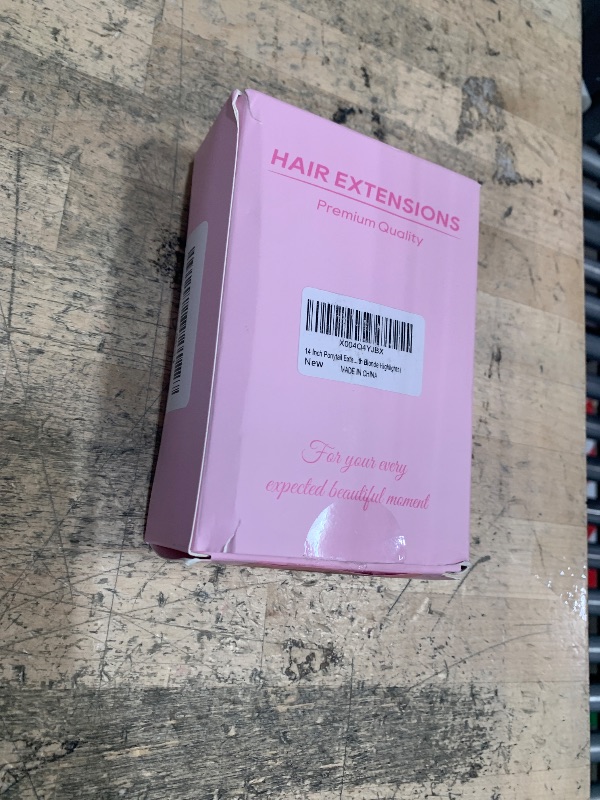 HAIR EXTENSIONS
Premium Quality
X004Q4YJBX
14 Inch Ponytail Exte...th Blonde Highlights)
New
MADE IN CHINA
For your every
expected beautiful moment